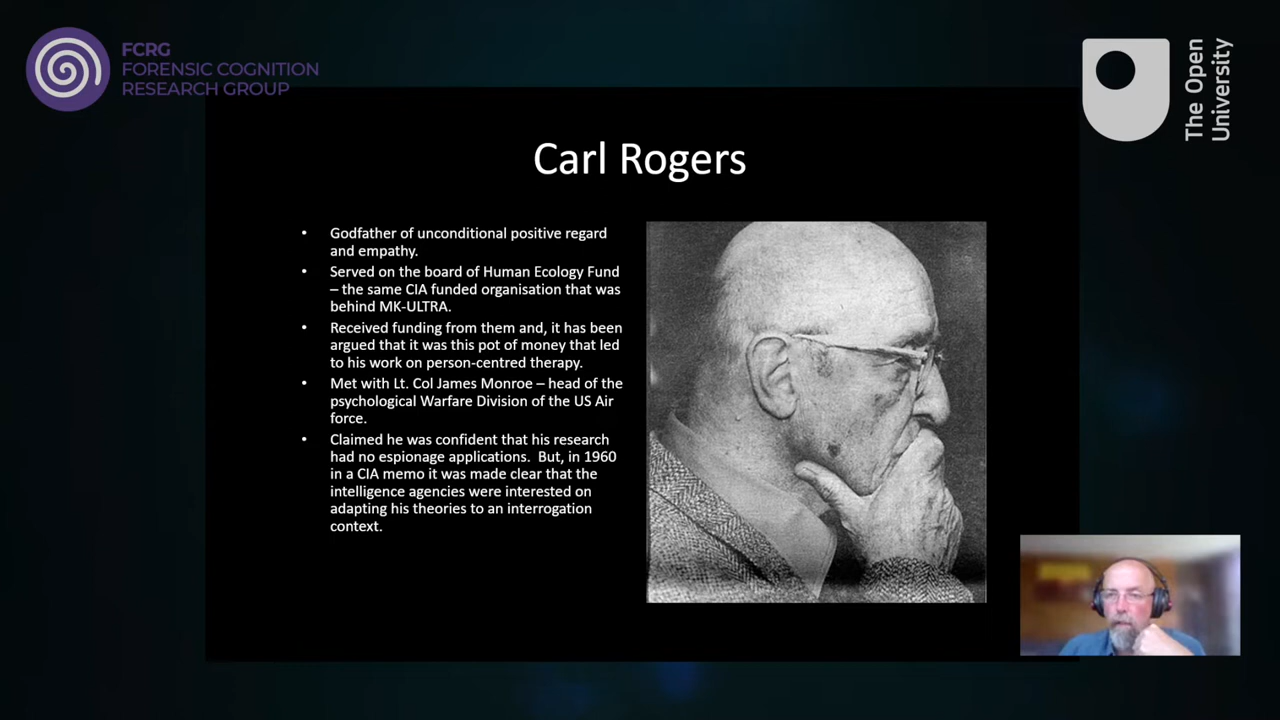 FCRG
FORENSIC COGNITION
RESEARCH GROUP
The Open
University
Carl Rogers
• Godfather of unconditional positive regard
and empathy.
• Served on the board of Human Ecology Fund
– the same CIA funded organisation that was
behind MK-ULTRA.
• Received funding from them and, it has been
argued that it was this pot of money that led
to his work on person-centred therapy.
• Met with Lt. Col James Monroe – head of the
psychological Warfare Division of the US Air
force.
• Claimed he was confident that his research
had no espionage applications.  But, in 1960
in a CIA memo it was made clear that the
intelligence agencies were interested on
adapting his theories to an interrogation
context.